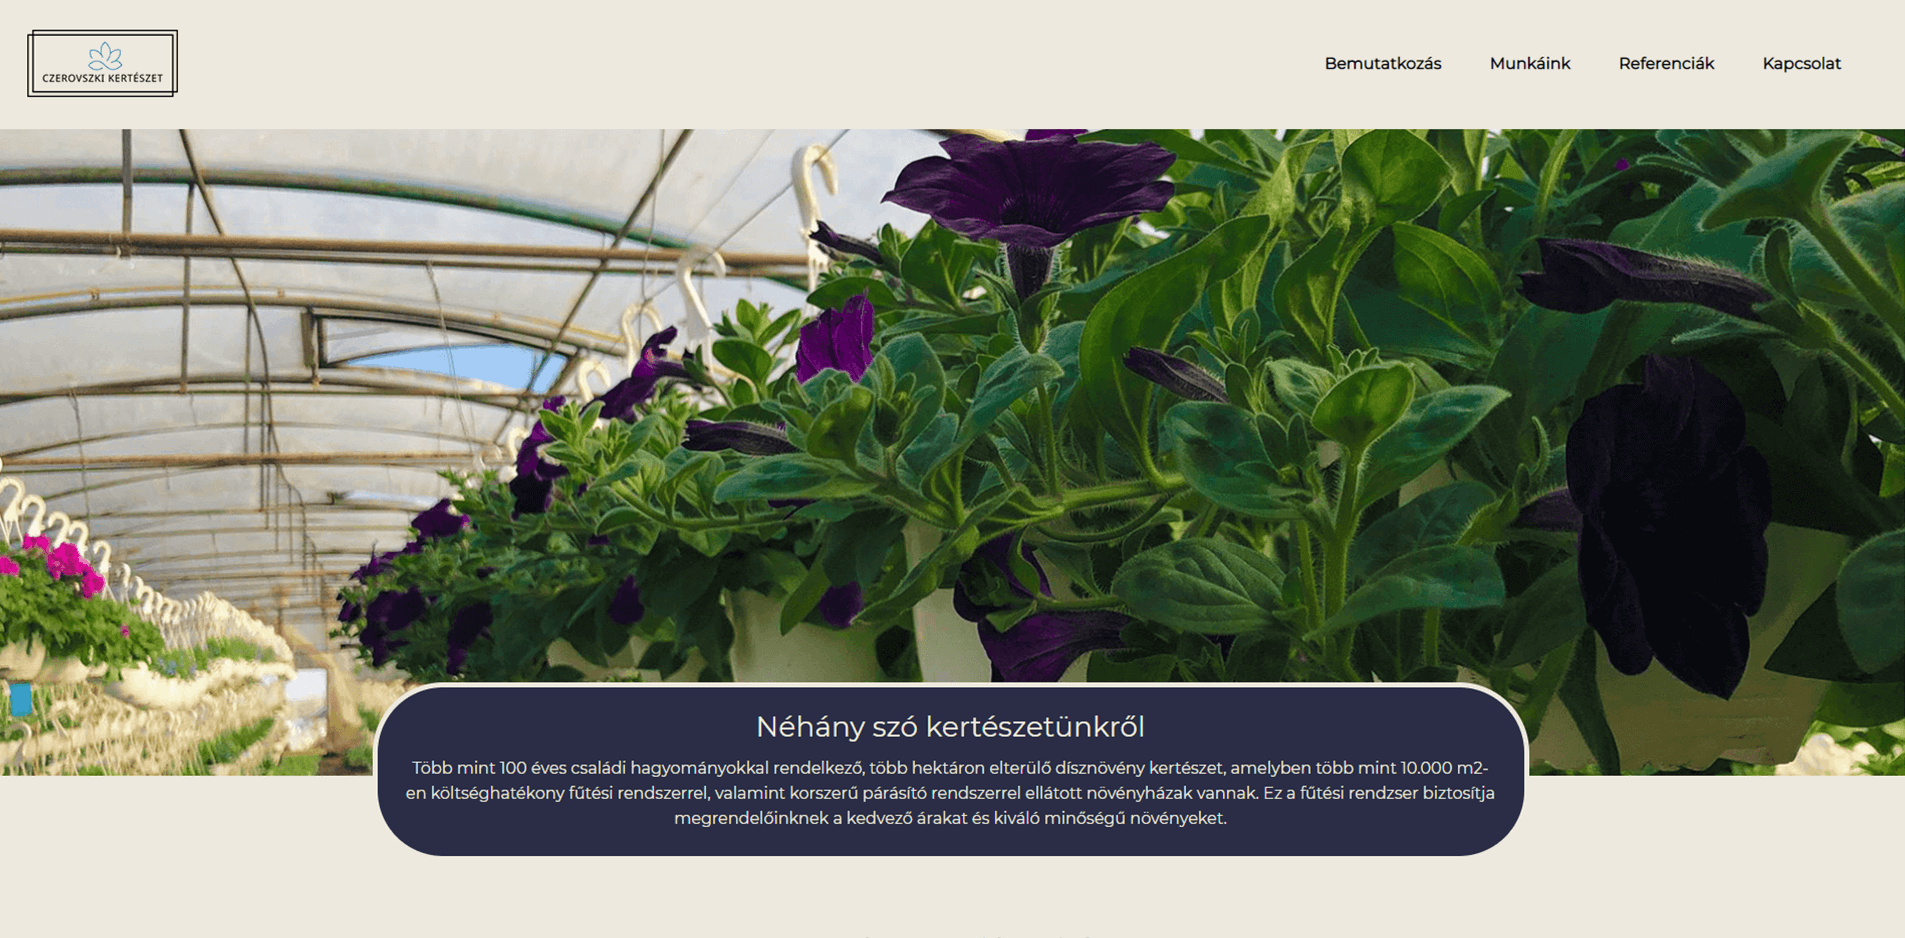 CZEROVSZKI KERTÉSZET
Bemutatkozás Munkáink Referenciák Kapcsolat
Néhány szó kertészetünkről
Több mint 100 éves családi hagyományokkal rendelkező, több hektáron elterülő dísznövény kertészet, amelyben több mint 10.000 m2-
en költséghatékony fűtési rendszerrel, valamint korszerű párásító rendszerrel ellátott növényházak vannak. Ez a fűtési rendzser biztosítja
megrendelőinknek a kedvező árakat és kiváló minőségű növényeket.